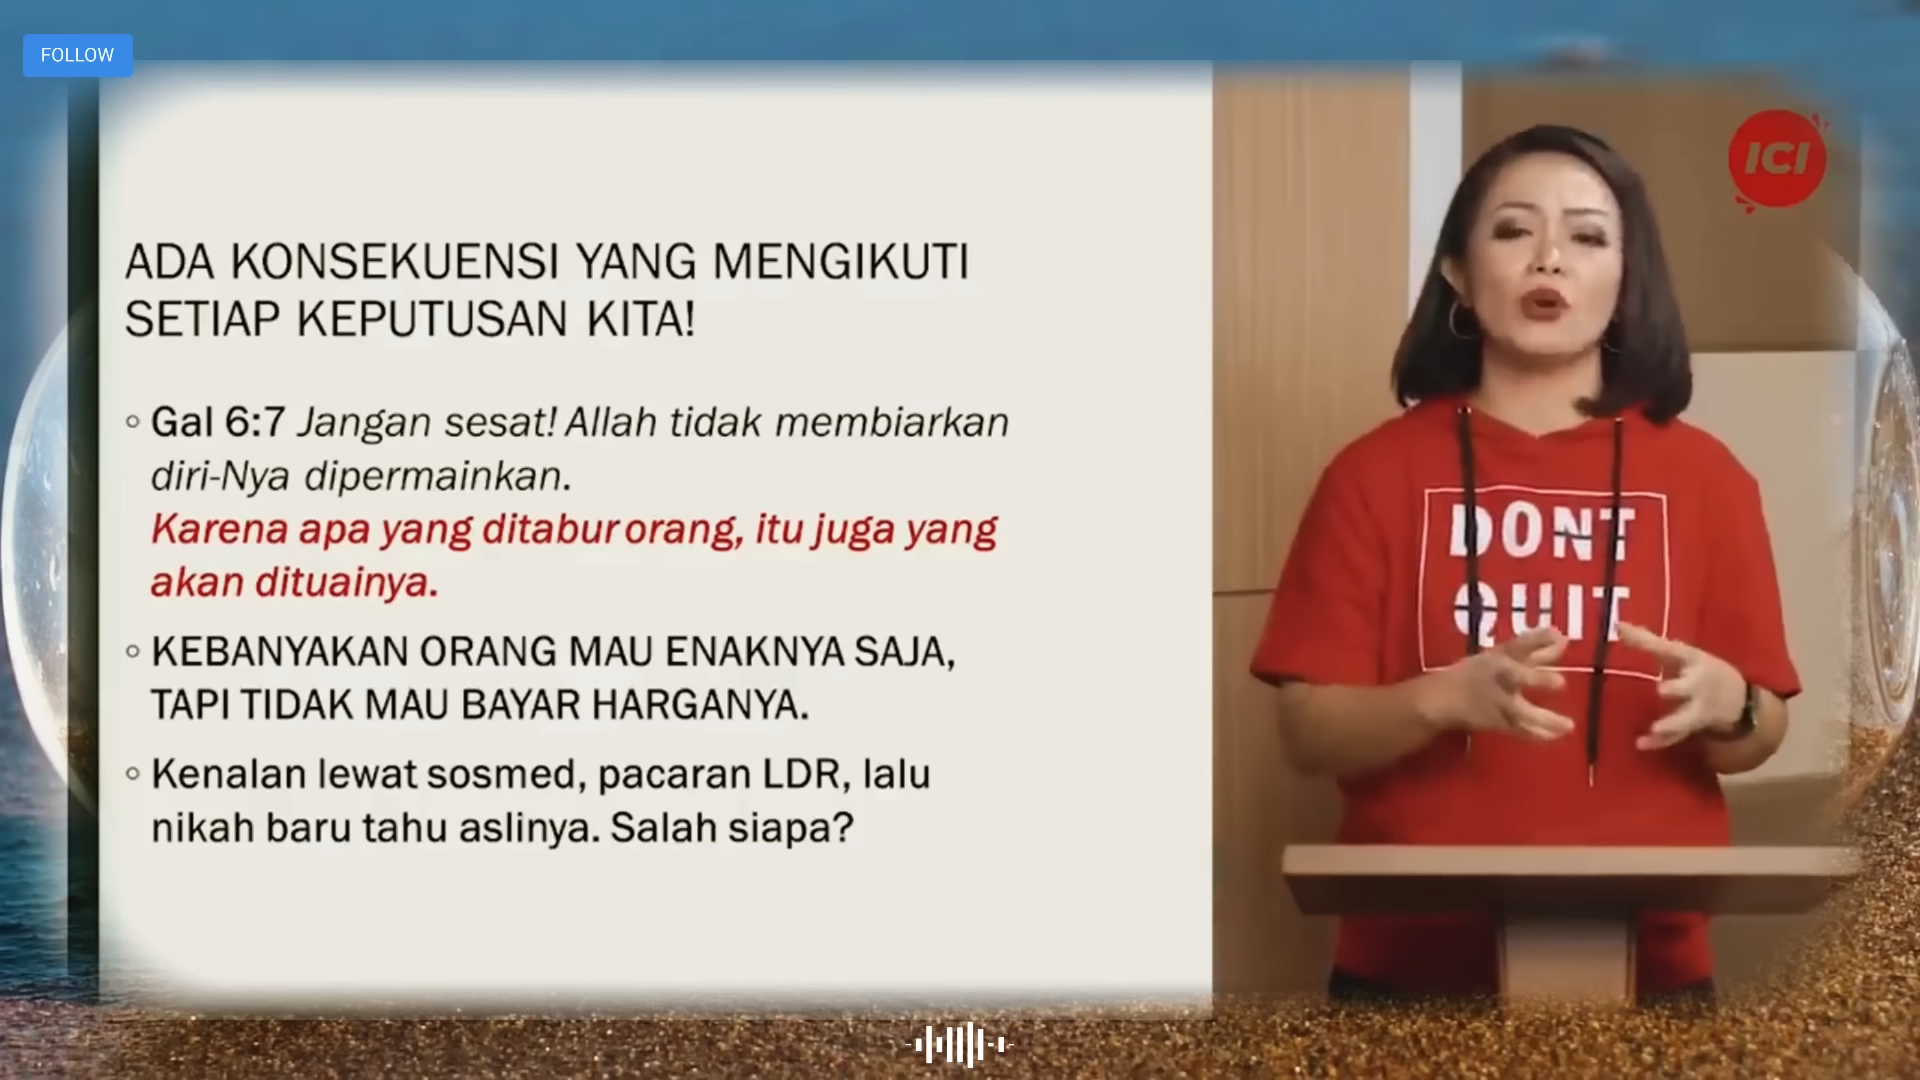 FOLLOW
ICI
ADA KONSEKUENSI YANG MENGIKUTI
SETIAP KEPUTUSAN KITA!
◦ Gal 6:7 Jangan sesat! Allah tidak membiarkan
diri-Nya dipermainkan.
Karena apa yang ditabur orang, itu juga yang
akan dituainya.
◦ KEBANYAKAN ORANG MAU ENAKNYA SAJA,
TAPI TIDAK MAU BAYAR HARGANYA.
◦ Kenalan lewat sosmed, pacaran LDR, lalu
nikah baru tahu aslinya. Salah siapa?
DONT
QUIT